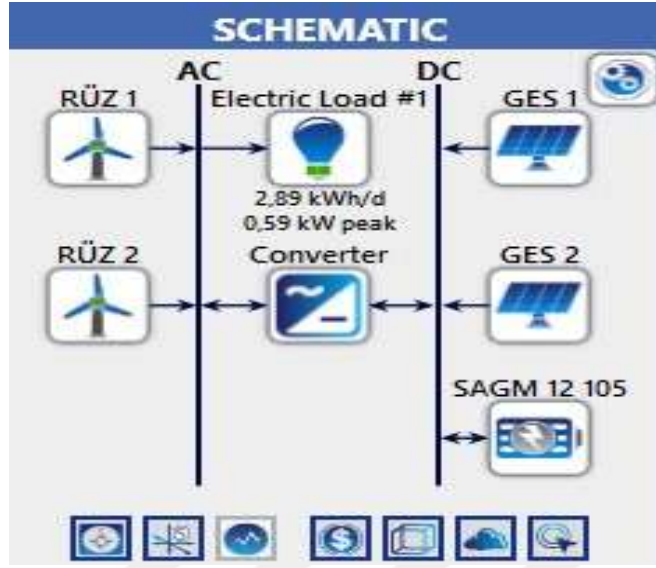 SCHEMATIC
AC DC
RÜZ 1 Electric Load #1 GES 1
2,89 kWh/d
0,59 kW peak
RÜZ 2 Converter GES 2
SAGM 12 105